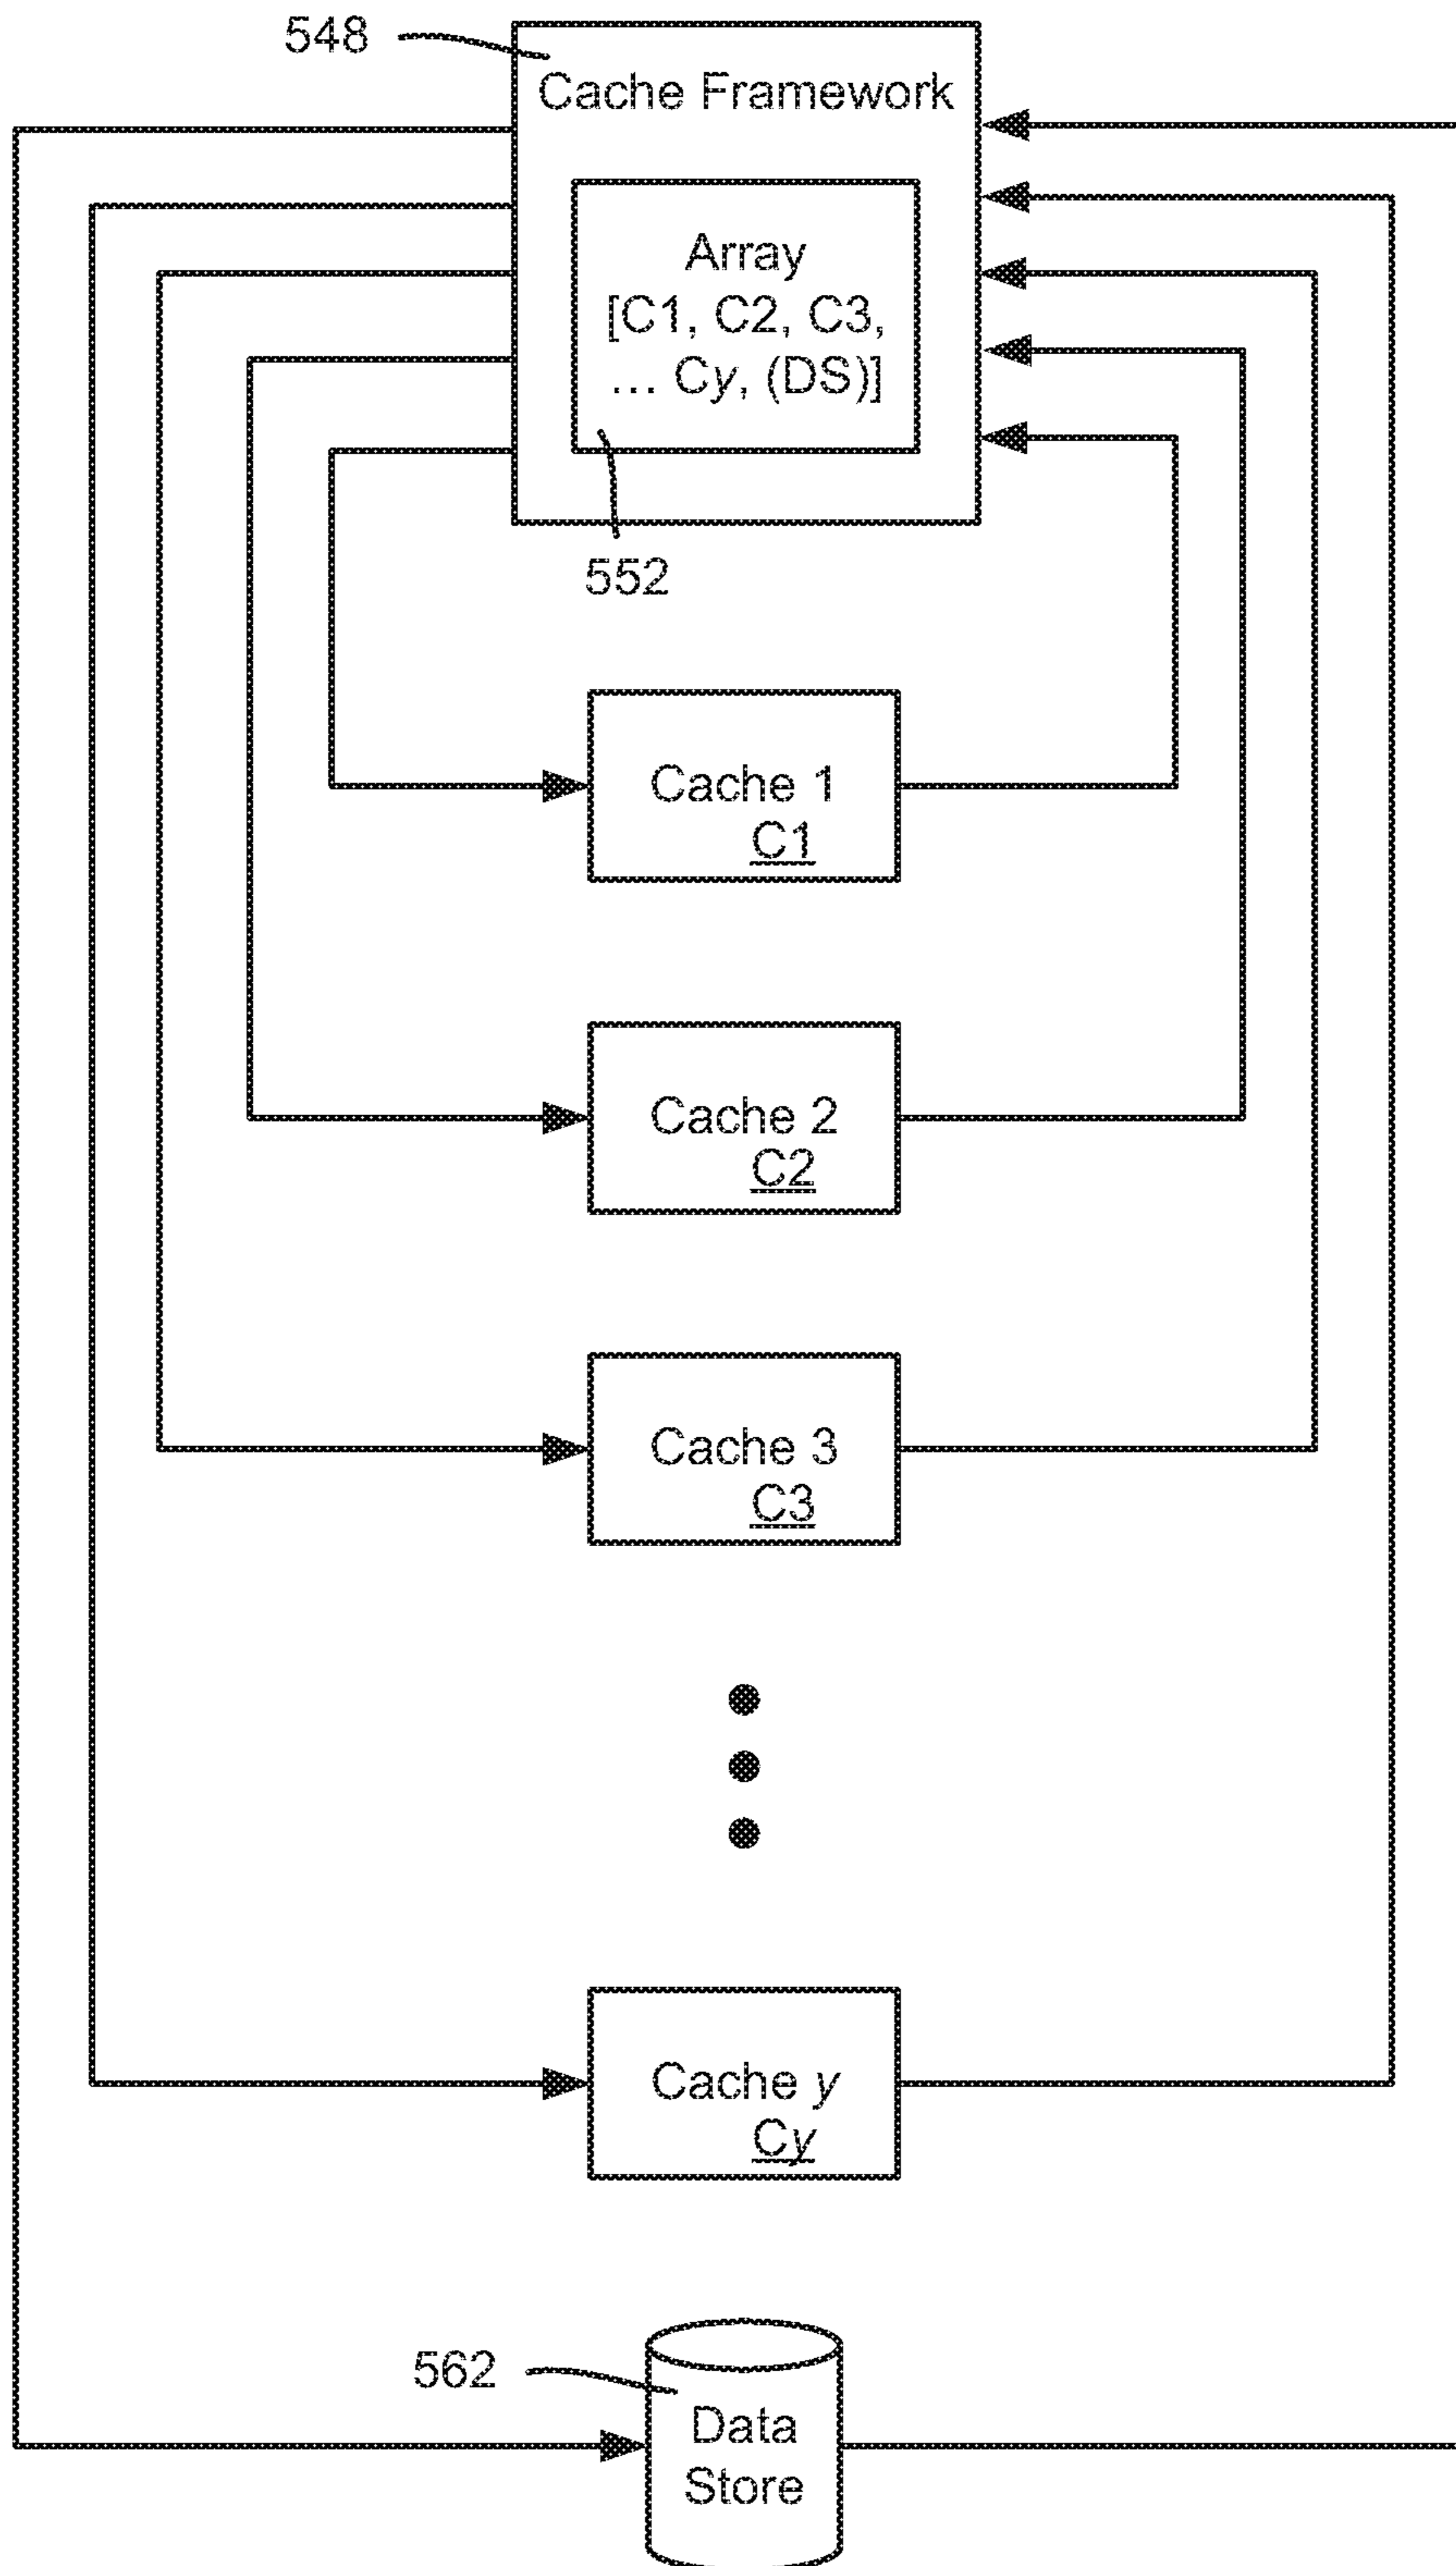 548
Cache Framework
Array
[C1, C2, C3,
... Cy, (DS)]
552
Cache 1
C1
Cache 2
C2
Cache 3
C3
Cache y
Cy
562
Data
Store